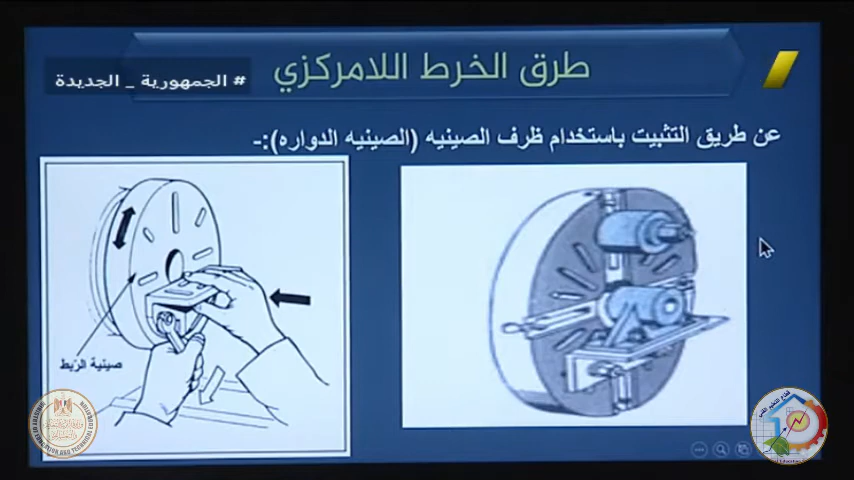 # الجمهورية _ الجديدة
طرق الخرط اللامركزي
عن طريق التثبيت باستخدام ظرف الصينيه (الصينيه الدواره):-
صينية الربط